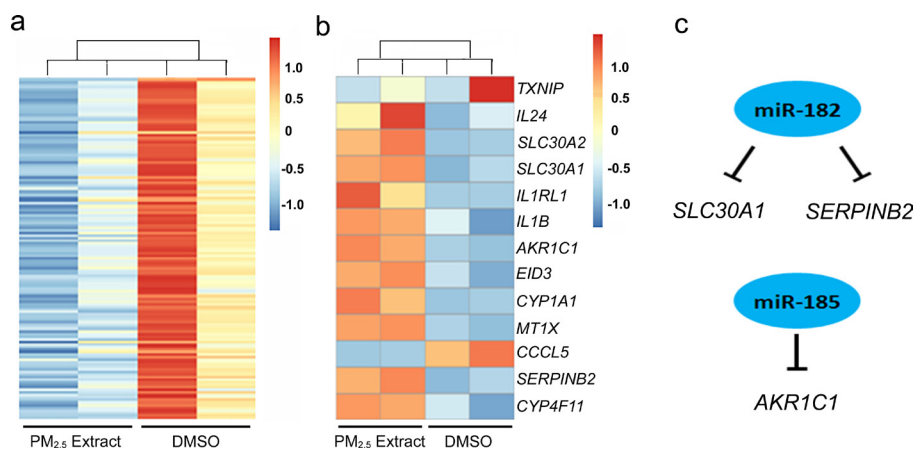 a
b
c
1.0
0.5
0
-0.5
-1.0
PM2.5 Extract
DMSO
1.0
0.5
0
-0.5
-1.0
TXNIP
IL24
SLC30A2
SLC30A1
IL1RL1
IL1B
AKR1C1
EID3
CYP1A1
MT1X
CCCL5
SERPINB2
CYP4F11
PM2.5 Extract
DMSO
miR-182
SLC30A1
SERPINB2
miR-185
AKR1C1